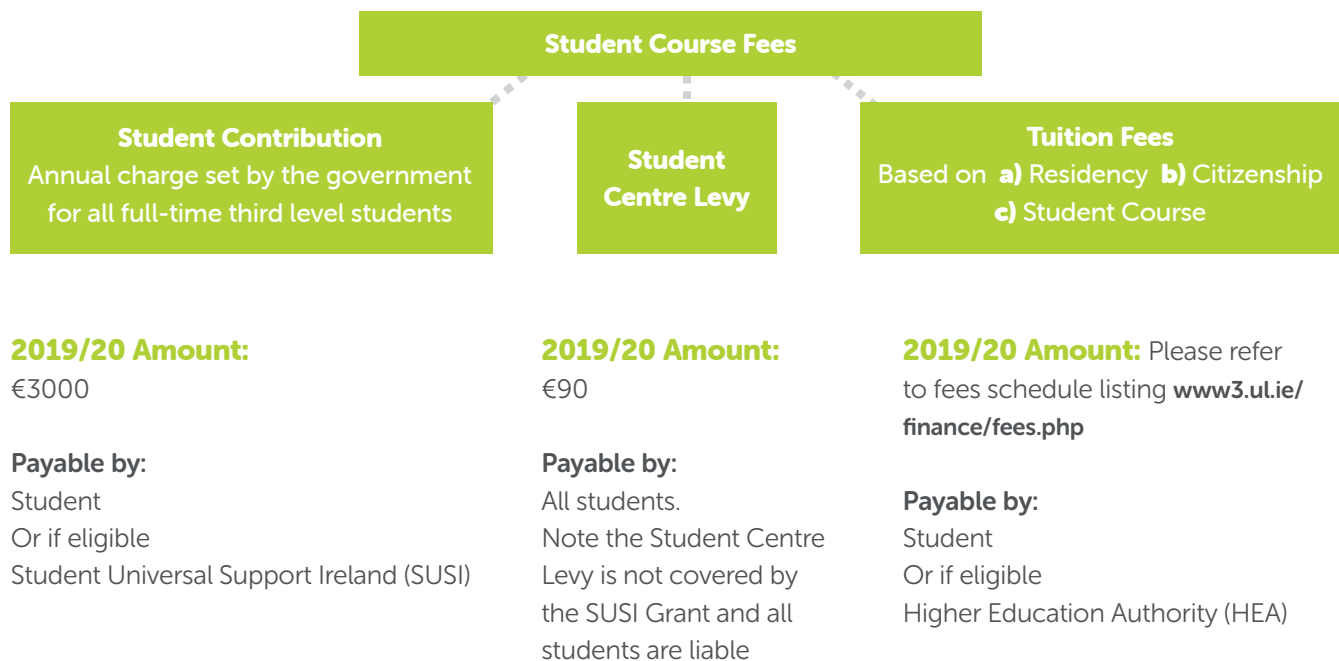 Student Course Fees
Student Contribution
Annual charge set by the government
for all full-time third level students
Student
Centre Levy
Tuition Fees
Based on a) Residency b) Citizenship
c) Student Course
2019/20 Amount:
€3000
Payable by:
Student
Or if eligible
Student Universal Support Ireland (SUSI)
2019/20 Amount:
€90
Payable by:
All students.
Note the Student Centre
Levy is not covered by
the SUSI Grant and all
students are liable
2019/20 Amount: Please refer
to fees schedule listing www3.ul.ie/
finance/fees.php
Payable by:
Student
Or if eligible
Higher Education Authority (HEA)